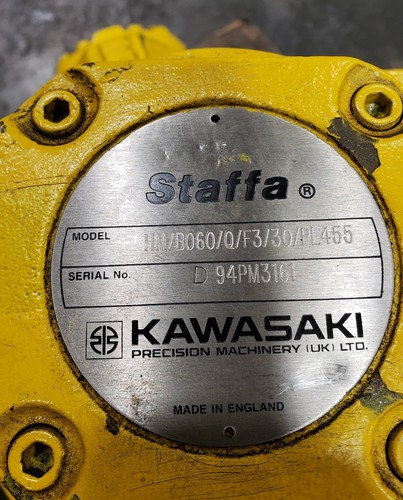 Staffa ®
MODEL HM/B060/Q/F3/30/PL455
SERIAL No. D 94PM3161
KAWASAKI
PRECISION MACHINERY (UK) LTD.
MADE IN ENGLAND